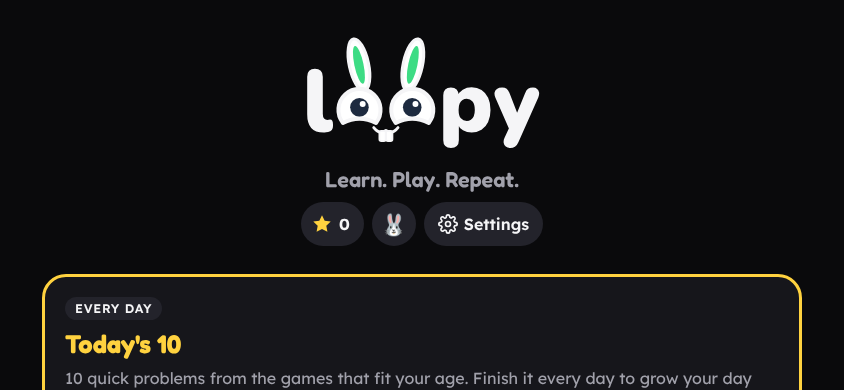 loopy
Learn. Play. Repeat.
0
Settings
EVERY DAY
Today's 10
10 quick problems from the games that fit your age. Finish it every day to grow your day